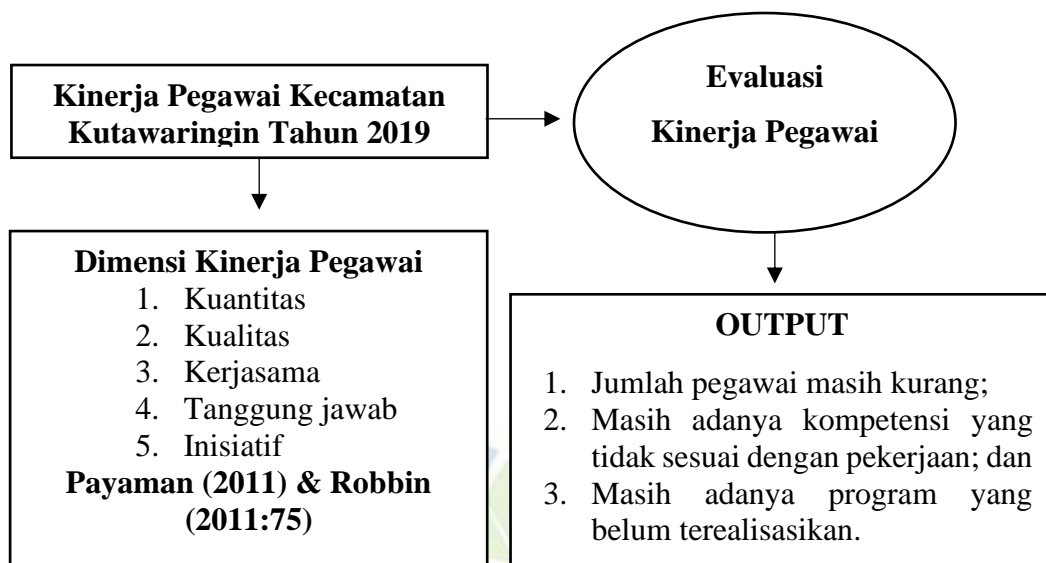 Kinerja Pegawai Kecamatan
Kutawaringin Tahun 2019
Evaluasi
Kinerja Pegawai
Dimensi Kinerja Pegawai
1. Kuantitas
2. Kualitas
3. Kerjasama
4. Tanggung jawab
5. Inisiatif
Payaman (2011) & Robbin
(2011:75)
OUTPUT
1. Jumlah pegawai masih kurang;
2. Masih adanya kompetensi yang
tidak sesuai dengan pekerjaan; dan
3. Masih adanya program yang
belum terealisasikan.